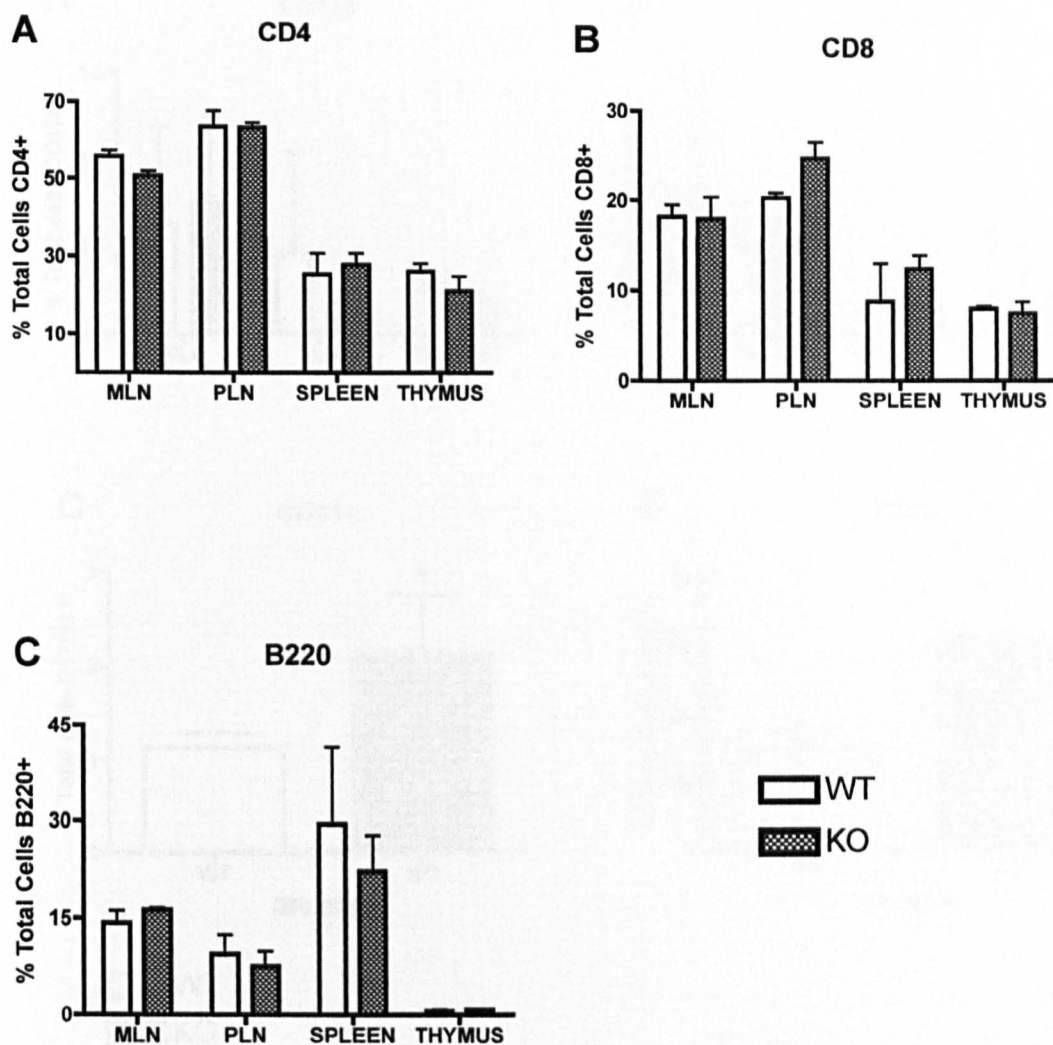 A
CD4
% Total Cells CD4+
70
50
30
10
MLN PLN SPLEEN THYMUS
B
CD8
% Total Cells CD8+
30
20
10
0
MLN PLN SPLEEN THYMUS
C
B220
% Total Cells B220+
45
30
15
0
MLN PLN SPLEEN THYMUS
WT
KO